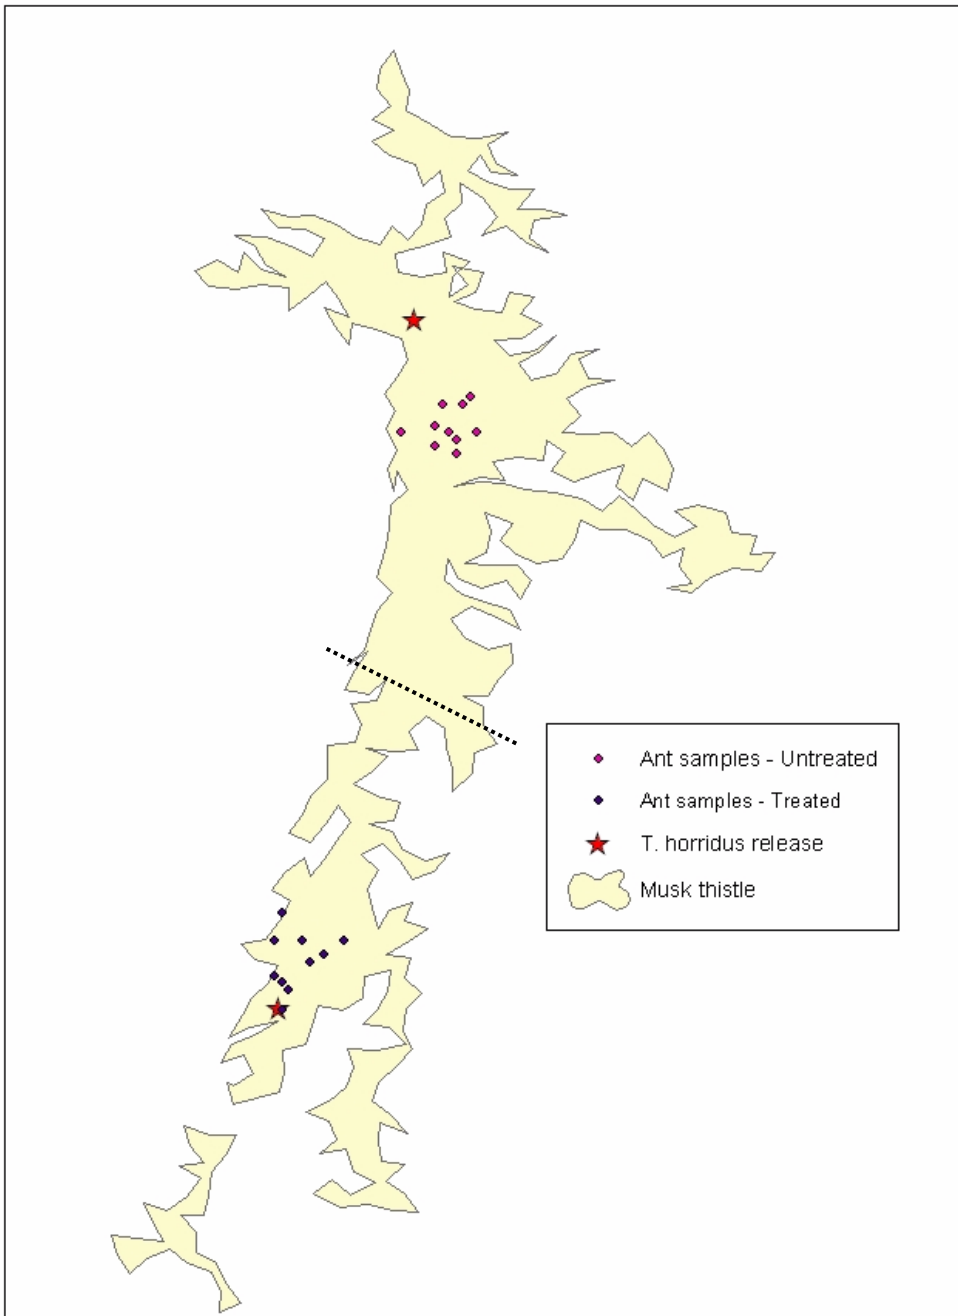 Ant samples - Untreated
Ant samples - Treated
T. horridus release
Musk thistle